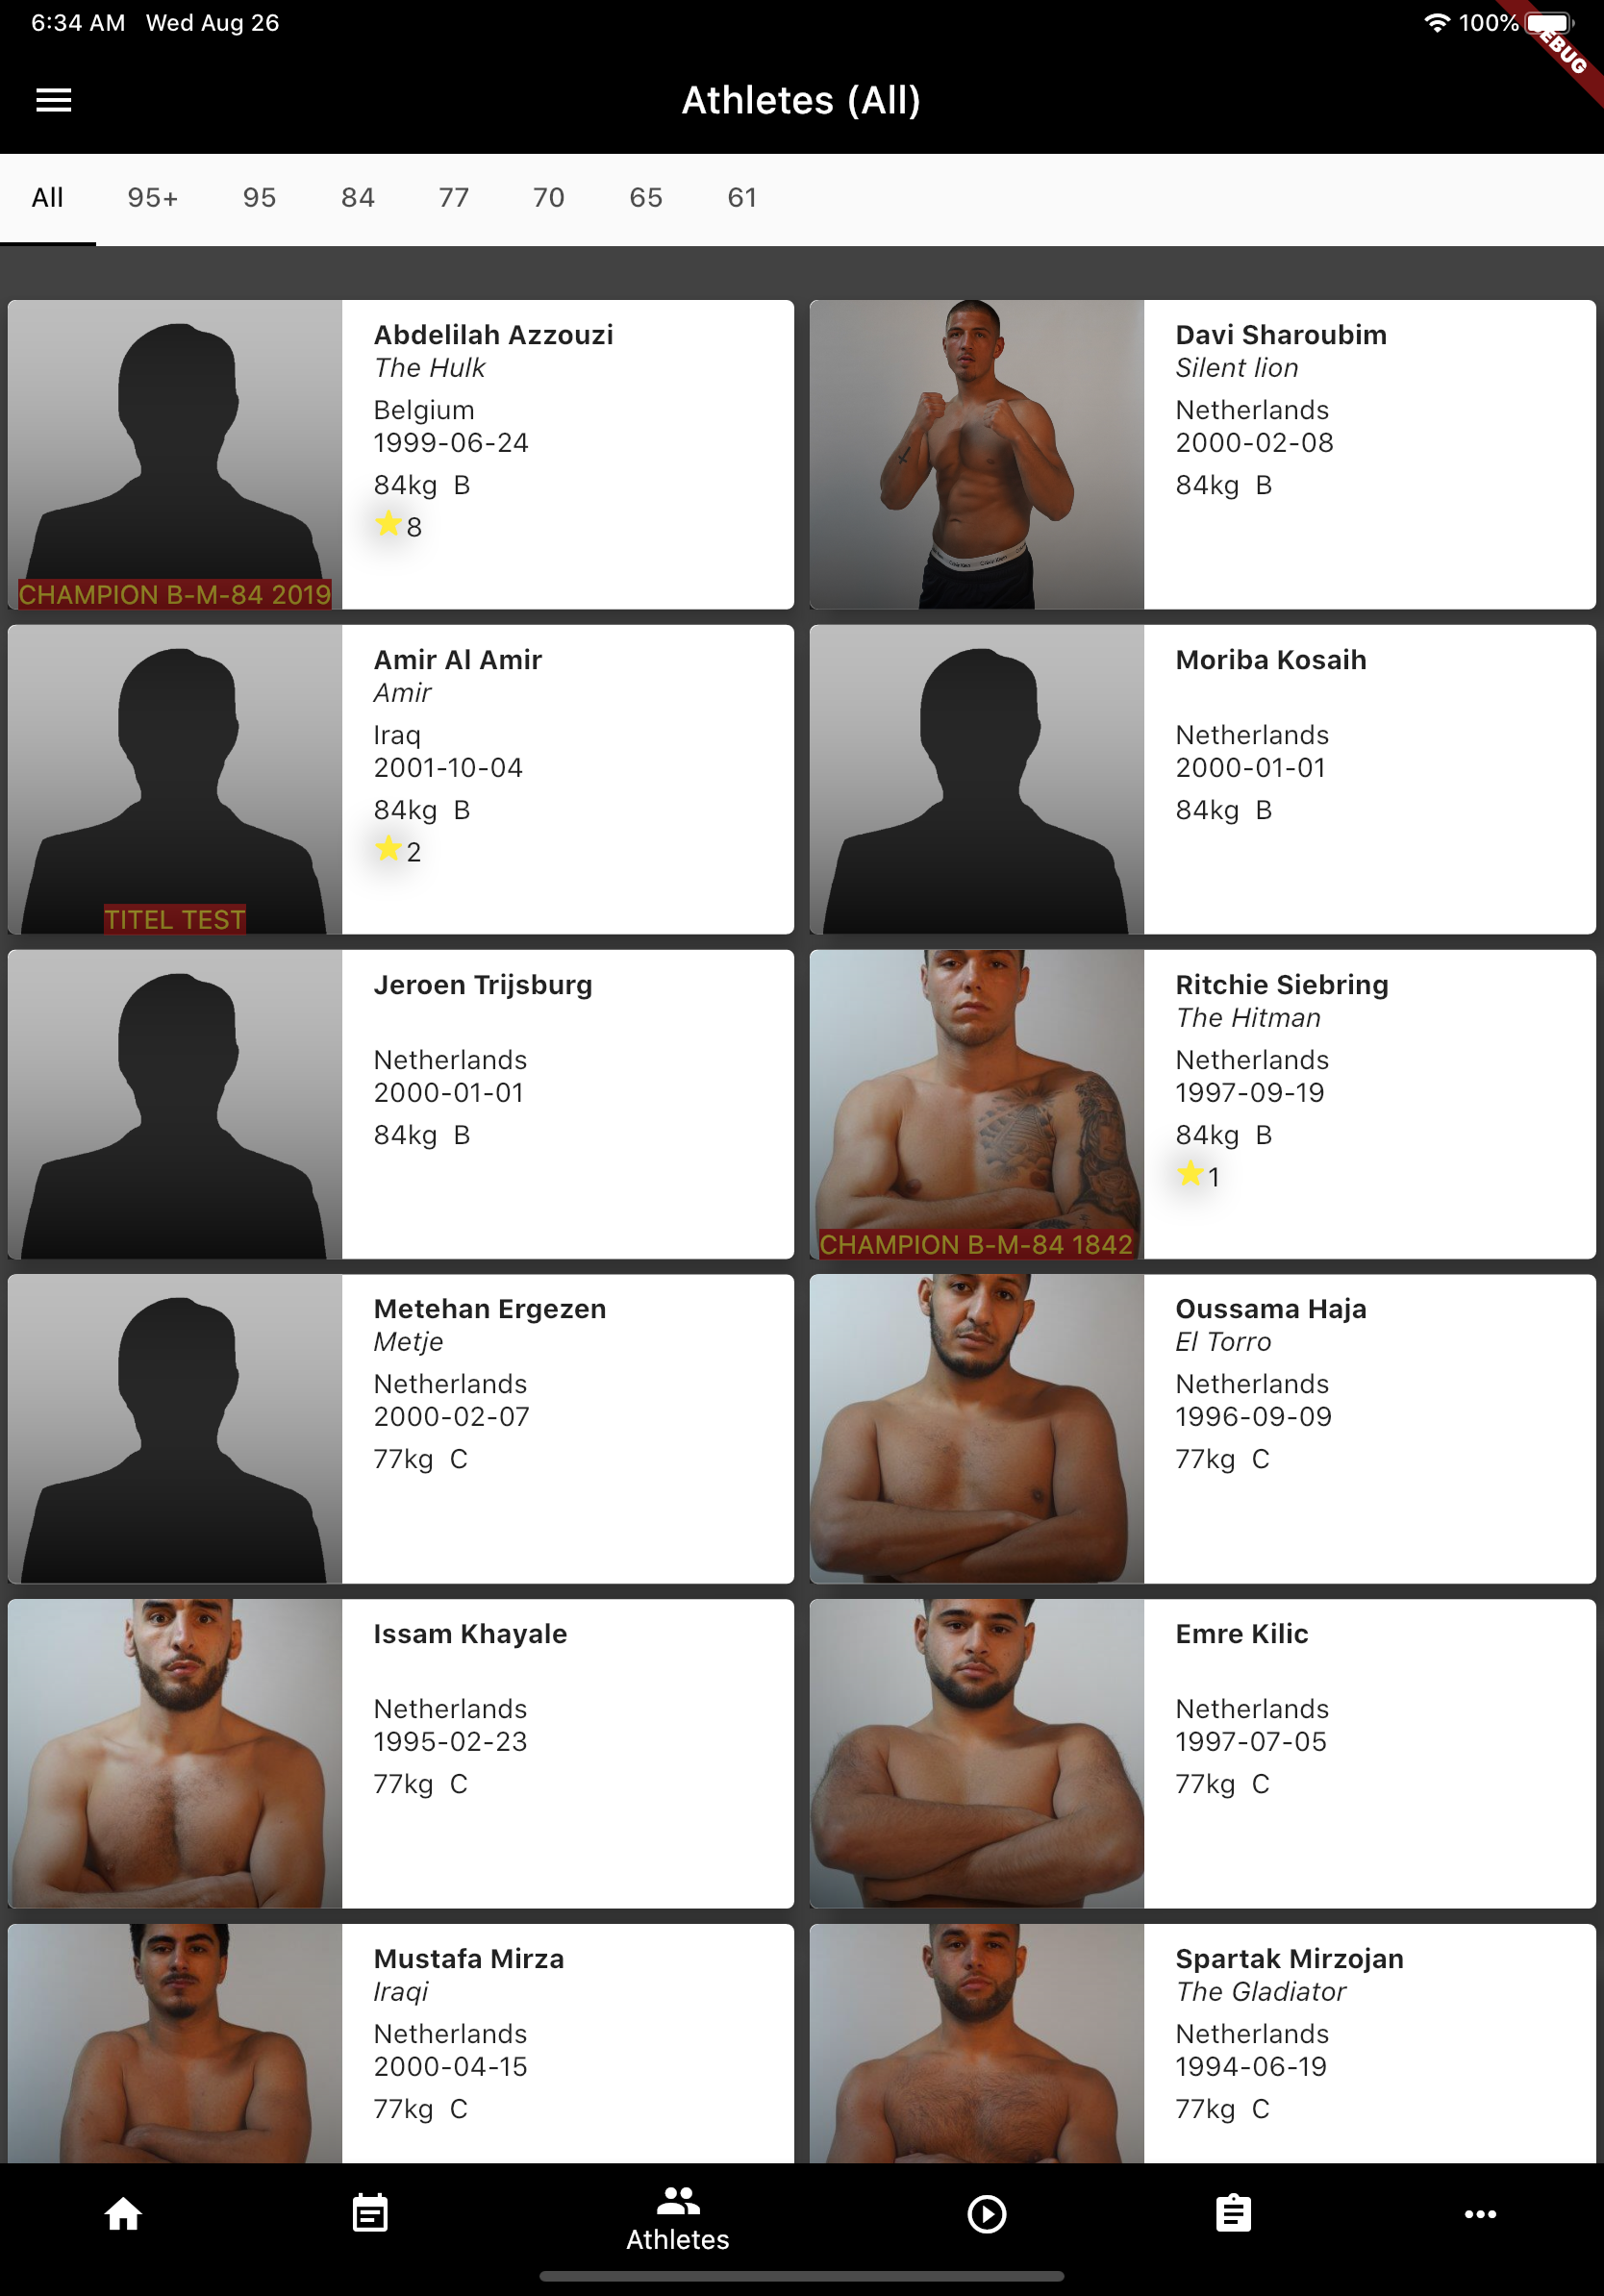 6:34 AM Wed Aug 26
100%
EBUG
Athletes (All)
All 95+ 95 84 77 70 65 61
Abdelilah Azzouzi
The Hulk
Belgium
1999-06-24
84kg B
8
CHAMPION B-M-84 2019
Davi Sharoubim
Silent lion
Netherlands
2000-02-08
84kg B
Amir Al Amir
Amir
Iraq
2001-10-04
84kg B
2
TITEL TEST
Moriba Kosaih
Netherlands
2000-01-01
84kg B
Jeroen Trijsburg
Netherlands
2000-01-01
84kg B
Ritchie Siebring
The Hitman
Netherlands
1997-09-19
84kg B
1
CHAMPION B-M-84 1842
Metehan Ergezen
Metje
Netherlands
2000-02-07
77kg C
Oussama Haja
El Torro
Netherlands
1996-09-09
77kg C
Issam Khayale
Netherlands
1995-02-23
77kg C
Emre Kilic
Netherlands
1997-07-05
77kg C
Mustafa Mirza
Iraqi
Netherlands
2000-04-15
77kg C
Spartak Mirzojan
The Gladiator
Netherlands
1994-06-19
77kg C
Athletes